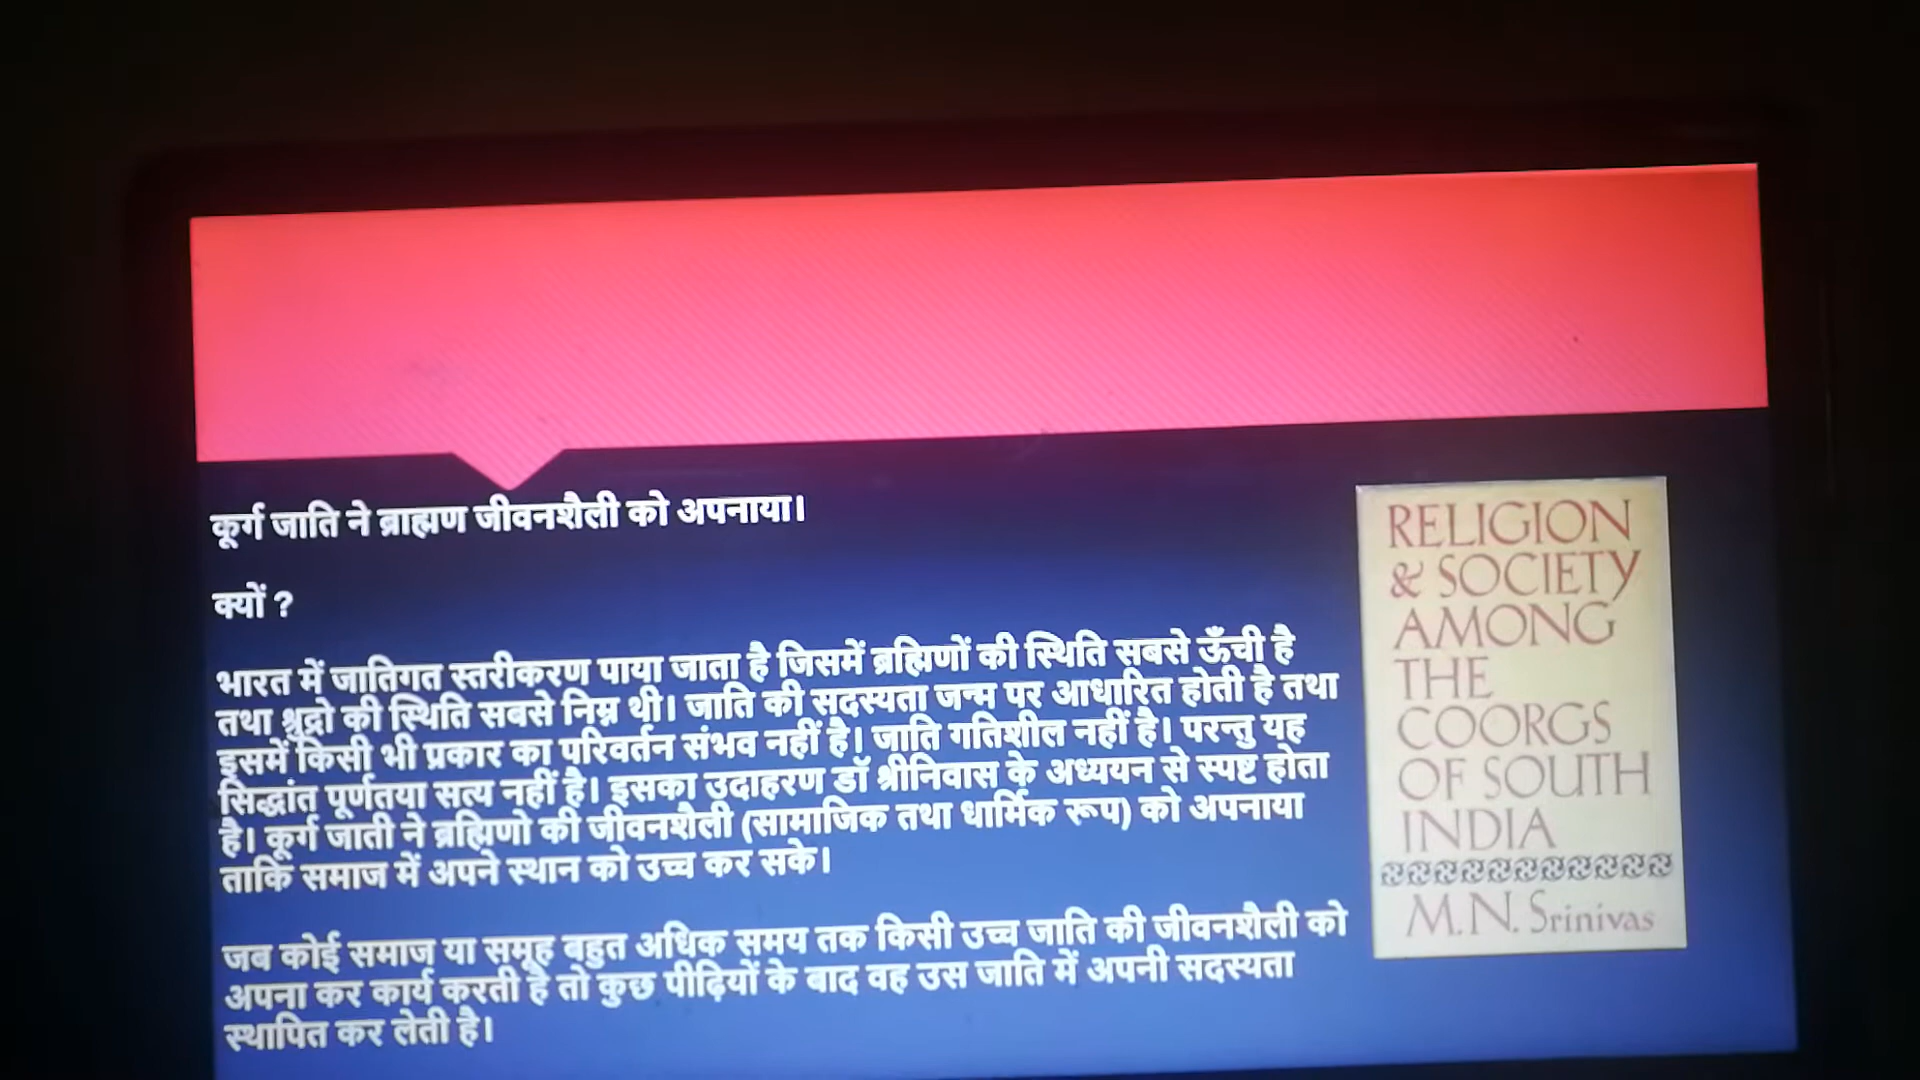 कूर्ग जाति ने ब्राह्मण जीवनशैली को अपनाया।
क्यों ?
भारत में जातिगत स्तरीकरण पाया जाता है जिसमें ब्रह्मिणों की स्थिति सबसे ऊँची है
तथा श्रुद्रो की स्थिति सबसे निम्न थी। जाति की सदस्यता जन्म पर आधारित होती है तथा
इसमें किसी भी प्रकार का परिवर्तन संभव नहीं है। जाति गतिशील नहीं है। परन्तु यह
सिद्धांत पूर्णतया सत्य नहीं है। इसका उदाहरण डॉ श्रीनिवास के अध्ययन से स्पष्ट होता
है। कूर्ग जाती ने ब्रह्मिणो की जीवनशैली (सामाजिक तथा धार्मिक रूप) को अपनाया
ताकि समाज में अपने स्थान को उच्च कर सके।
जब कोई समाज या समूह बहुत अधिक समय तक किसी उच्च जाति की जीवनशैली को
अपना कर कार्य करती है तो कुछ पीढ़ियों के बाद वह उस जाति में अपनी सदस्यता
स्थापित कर लेती है।
RELIGION
& SOCIETY
AMONG
THE
COORGS
OF SOUTH
INDIA
M.N. Srinivas